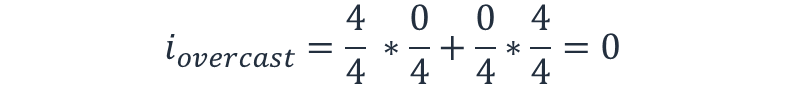 i_overcast = 4/4 * 0/4 + 0/4 * 4/4 = 0